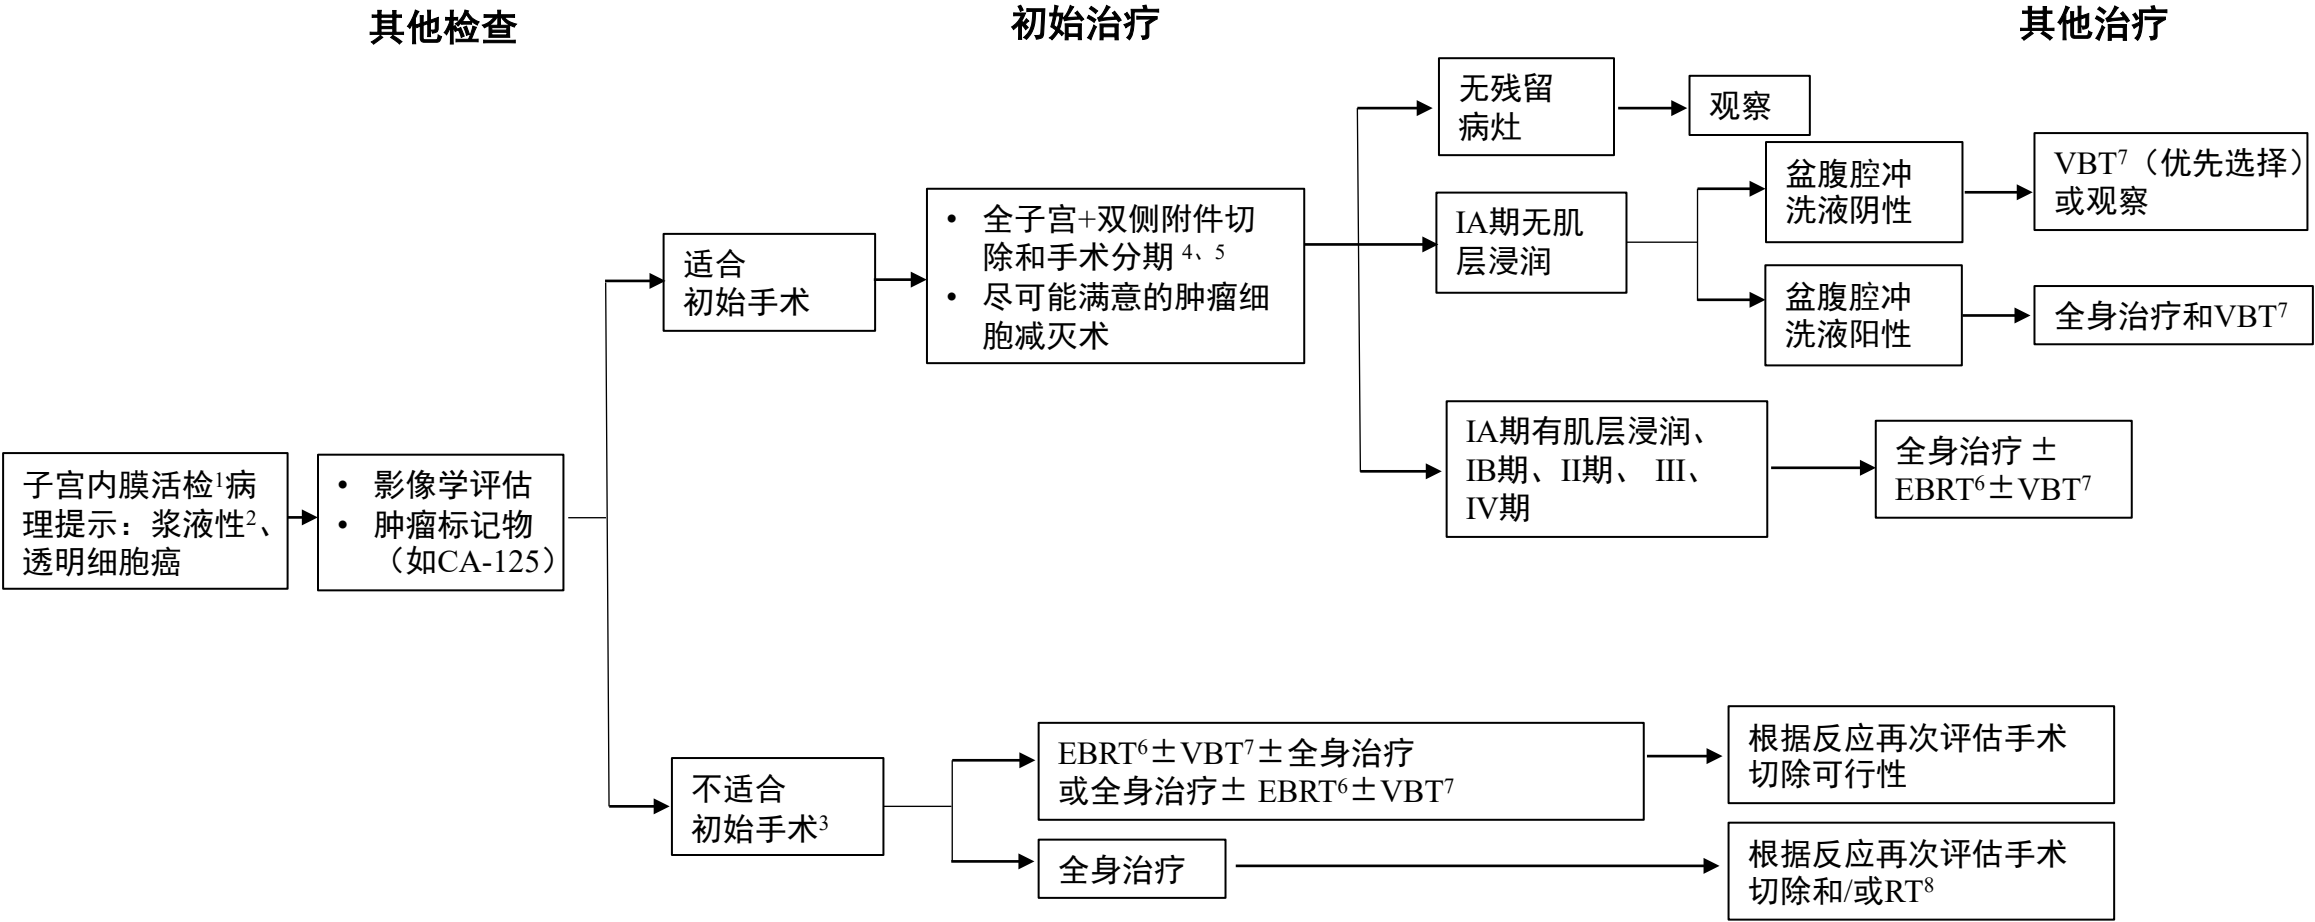 其他检查
初始治疗
其他治疗
无残留
病灶
观察
盆腹腔冲
洗液阴性
VBT7（优先选择）
或观察
• 全子宫+双侧附件切
除和手术分期 4、5
• 尽可能满意的肿瘤细
胞减灭术
IA期无肌
层浸润
适合
初始手术
盆腹腔冲
洗液阳性
全身治疗和VBT7
IA期有肌层浸润、
IB期、II期、 III、
IV期
全身治疗 ±
EBRT6±VBT7
子宫内膜活检1病
理提示：浆液性2、
透明细胞癌
• 影像学评估
• 肿瘤标记物
（如CA-125）
不适合
初始手术3
EBRT6±VBT7±全身治疗
或全身治疗± EBRT6±VBT7
根据反应再次评估手术
切除可行性
全身治疗
根据反应再次评估手术
切除和/或RT8